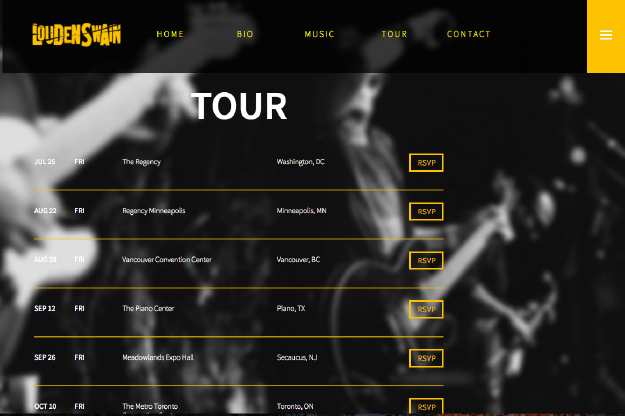 LOUDEN SWAIN
HOME BIO MUSIC TOUR CONTACT
TOUR
JUL 25 FRI The Regency Washington, DC RSVP
AUG 22 FRI Regency Minneapolis Minneapolis, MN RSVP
AUG 29 FRI Vancouver Convention Center Vancouver, BC RSVP
SEP 12 FRI The Plano Center Plano, TX RSVP
SEP 26 FRI Meadowlands Expo Hall Secaucus, NJ RSVP
OCT 10 FRI The Metro Toronto Toronto, ON RSVP